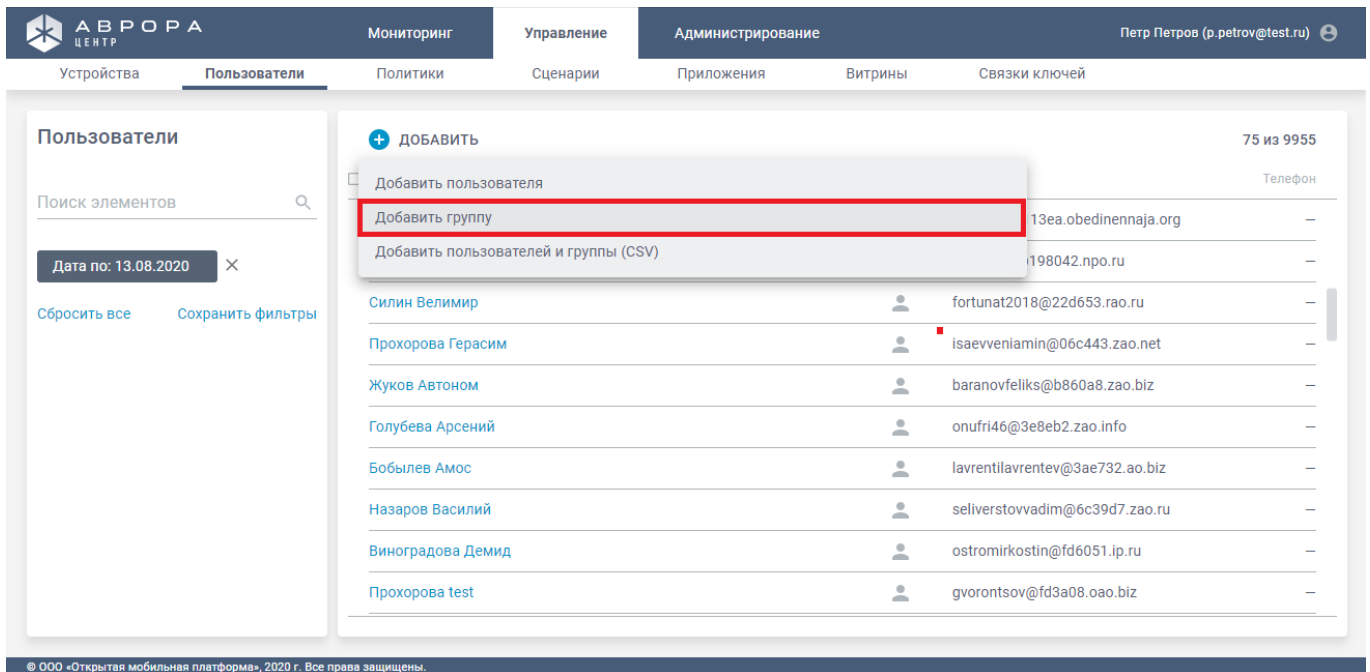 АВРОРА
ЦЕНТР
Мониторинг Управление Администрирование Петр Петров (p.petrov@test.ru)
Устройства Пользователи Политики Сценарии Приложения Витрины Связки ключей
Пользователи
Поиск элементов
Дата по: 13.08.2020
Сбросить все Сохранить фильтры
ДОБАВИТЬ 75 из 9955
Телефон
Добавить пользователя
Добавить группу
Добавить пользователей и группы (CSV)
13ea.obedinennaja.org –
198042.npo.ru –
Силин Велимир fortunat2018@22d653.rao.ru –
Прохорова Герасим isaevveniamin@06c443.zao.net –
Жуков Автоном baranovfeliks@b860a8.zao.biz –
Голубева Арсений onufri46@3e8eb2.zao.info –
Бобылев Амос lavrentilavrentev@3ae732.ao.biz –
Назаров Василий seliverstovvadim@6c39d7.zao.ru –
Виноградова Демид ostromirkostin@fd6051.ip.ru –
Прохорова test gvorontsov@fd3a08.oao.biz –
© ООО «Открытая мобильная платформа», 2020 г. Все права защищены.